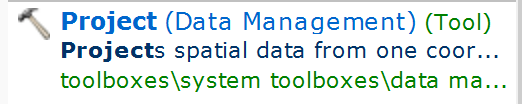 Project (Data Management) (Tool)
Projects spatial data from one coor...
toolboxes\system toolboxes\data ma...